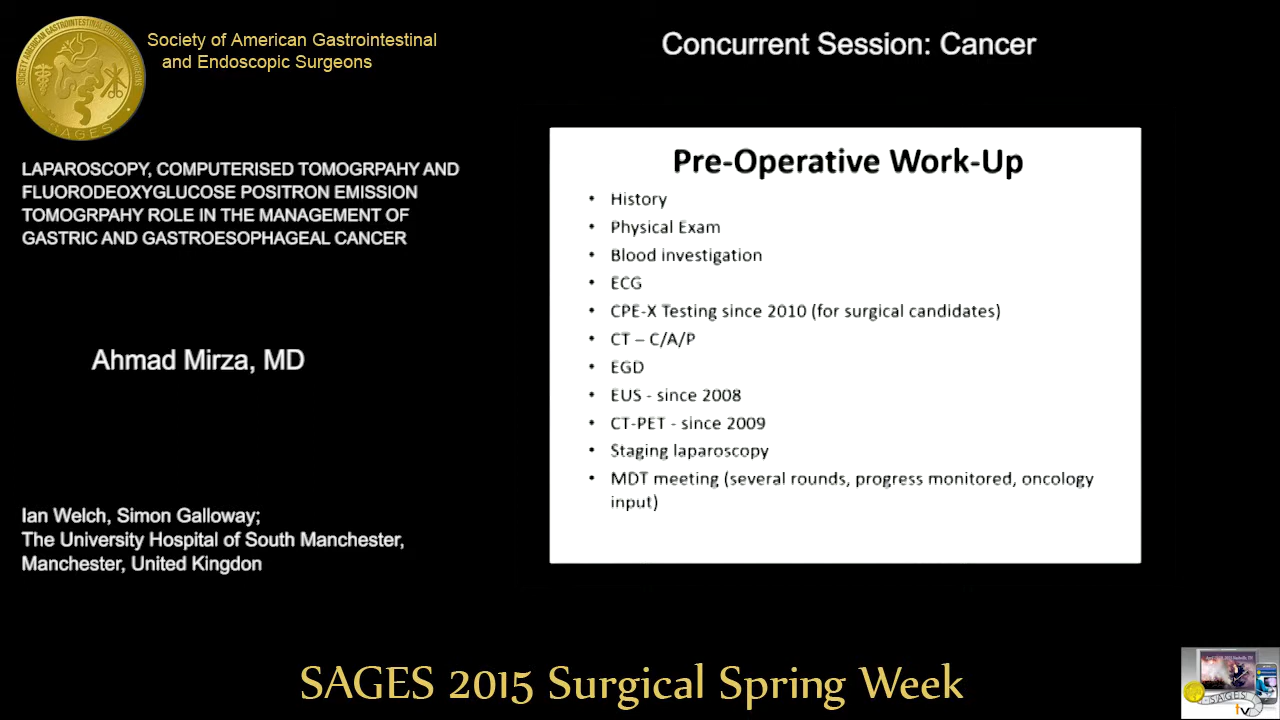 Society of American Gastrointestinal
and Endoscopic Surgeons
Concurrent Session: Cancer
SAGES
LAPAROSCOPY, COMPUTERISED TOMOGRPAHY AND
FLUORODEOXYGLUCOSE POSITRON EMISSION
TOMOGRPAHY ROLE IN THE MANAGEMENT OF
GASTRIC AND GASTROESOPHAGEAL CANCER
Ahmad Mirza, MD
Ian Welch, Simon Galloway;
The University Hospital of South Manchester,
Manchester, United Kingdon
Pre-Operative Work-Up
• History
• Physical Exam
• Blood investigation
• ECG
• CPE-X Testing since 2010 (for surgical candidates)
• CT – C/A/P
• EGD
• EUS - since 2008
• CT-PET - since 2009
• Staging laparoscopy
• MDT meeting (several rounds, progress monitored, oncology
input)
SAGES 2015 Surgical Spring Week
SAGES
tv